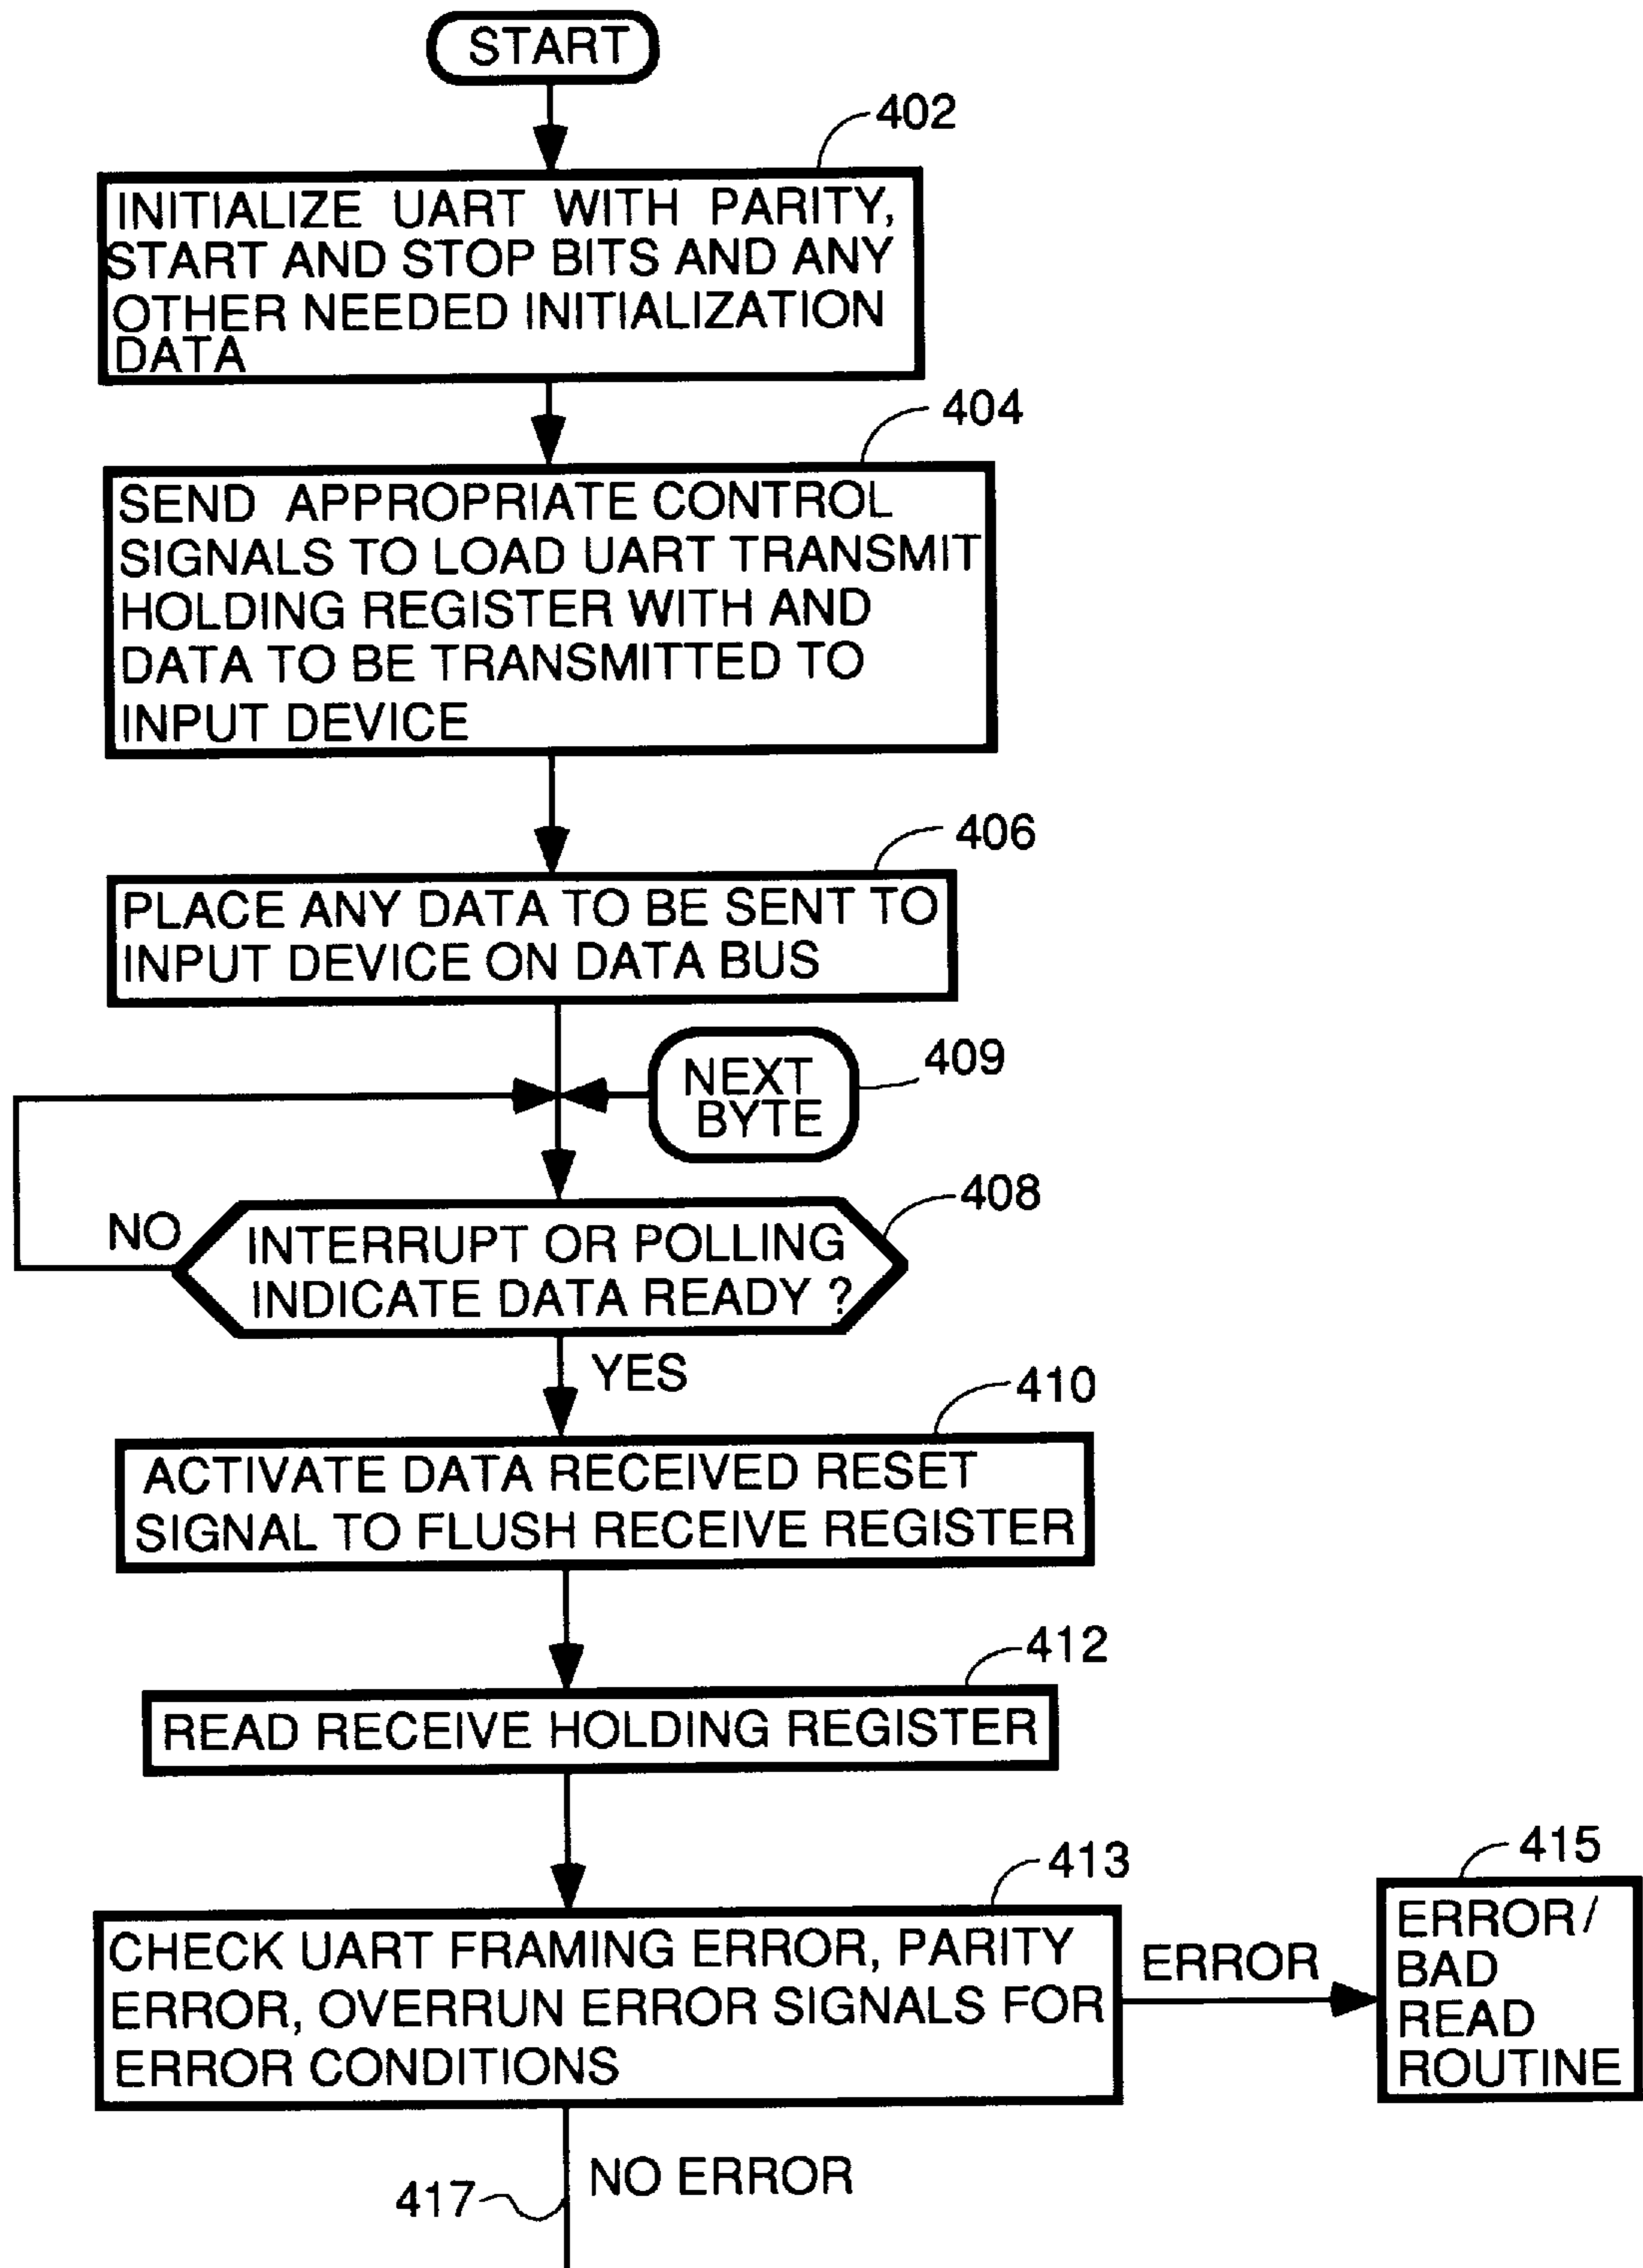 START
402
INITIALIZE UART WITH PARITY,
START AND STOP BITS AND ANY
OTHER NEEDED INITIALIZATION
DATA
404
SEND APPROPRIATE CONTROL
SIGNALS TO LOAD UART TRANSMIT
HOLDING REGISTER WITH AND
DATA TO BE TRANSMITTED TO
INPUT DEVICE
406
PLACE ANY DATA TO BE SENT TO
INPUT DEVICE ON DATA BUS
NEXT
BYTE
409
408
NO
INTERRUPT OR POLLING
INDICATE DATA READY ?
YES
410
ACTIVATE DATA RECEIVED RESET
SIGNAL TO FLUSH RECEIVE REGISTER
412
READ RECEIVE HOLDING REGISTER
413
CHECK UART FRAMING ERROR, PARITY
ERROR, OVERRUN ERROR SIGNALS FOR
ERROR CONDITIONS
ERROR
415
ERROR/
BAD
READ
ROUTINE
NO ERROR
417